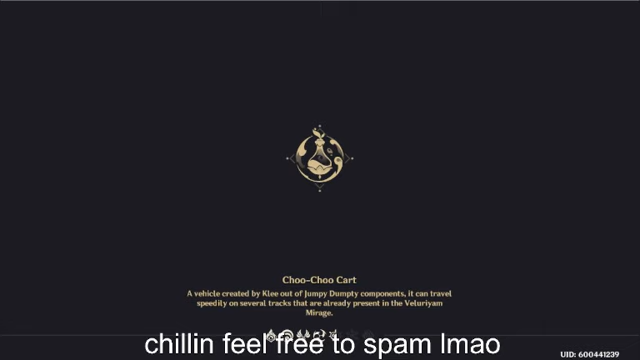 Choo-Choo Cart
A vehicle created by Klee out of Jumpy Dumpty components, it can travel
speedily on several tracks that are already present in the Veluriyam
Mirage.
chillin feel free to spam lmao
UID: 600441239